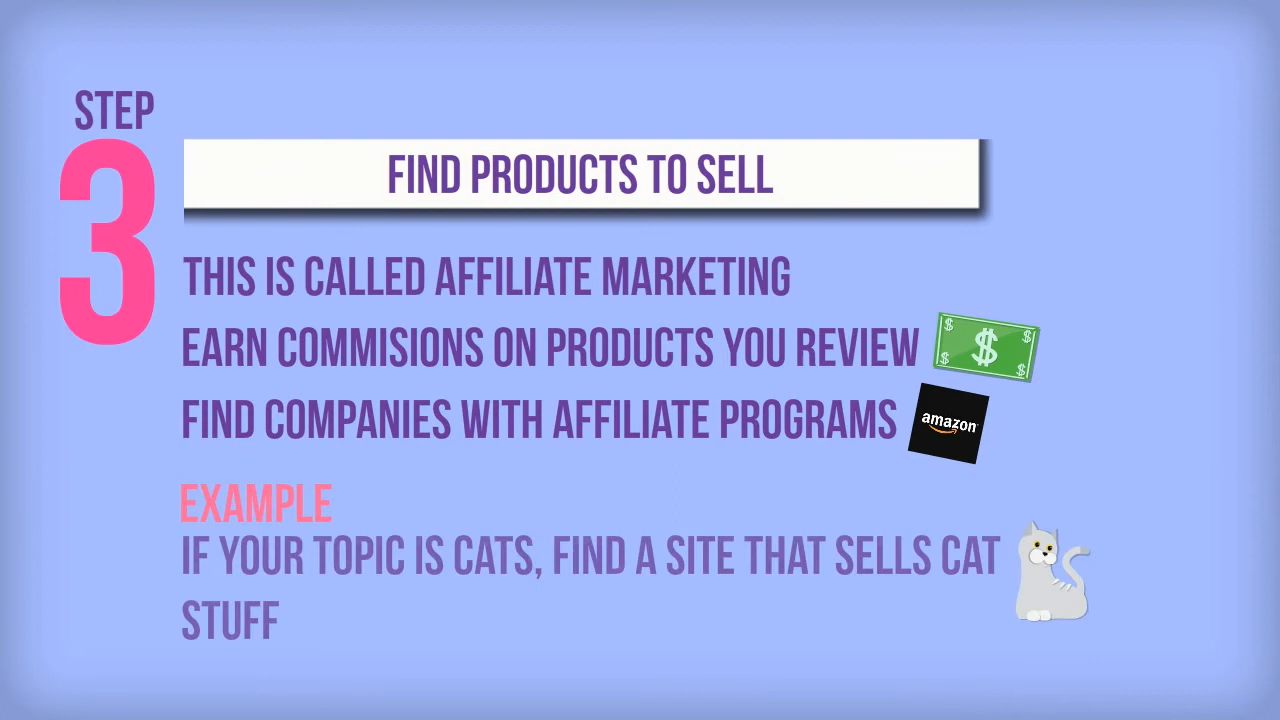 STEP
3
FIND PRODUCTS TO SELL
THIS IS CALLED AFFILIATE MARKETING
EARN COMMISIONS ON PRODUCTS YOU REVIEW
$ $ $ $ $
FIND COMPANIES WITH AFFILIATE PROGRAMS
amazon
EXAMPLE
IF YOUR TOPIC IS CATS, FIND A SITE THAT SELLS CAT
STUFF